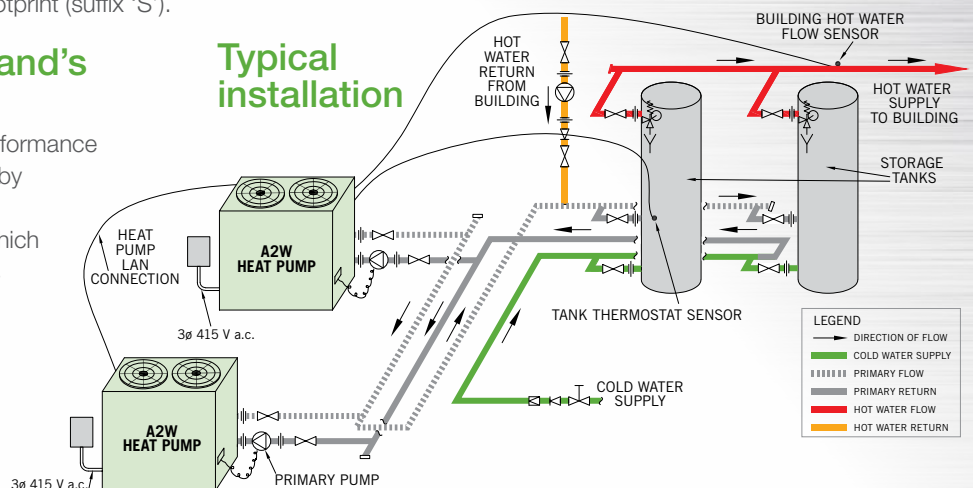 otprint (suffix 'S').
and's
formance
by
hich
Typical
installation
HOT
WATER
RETURN
FROM
BUILDING
BUILDING HOT WATER
FLOW SENSOR
HOT WATER
SUPPLY
TO BUILDING
STORAGE
TANKS
HEAT
PUMP
LAN
CONNECTION
A2W
HEAT PUMP
3ø 415 V a.c.
TANK THERMOSTAT SENSOR
COLD WATER
SUPPLY
A2W
HEAT PUMP
3ø 415 V a.c.
PRIMARY PUMP
LEGEND
DIRECTION OF FLOW
COLD WATER SUPPLY
PRIMARY FLOW
PRIMARY RETURN
HOT WATER FLOW
HOT WATER RETURN